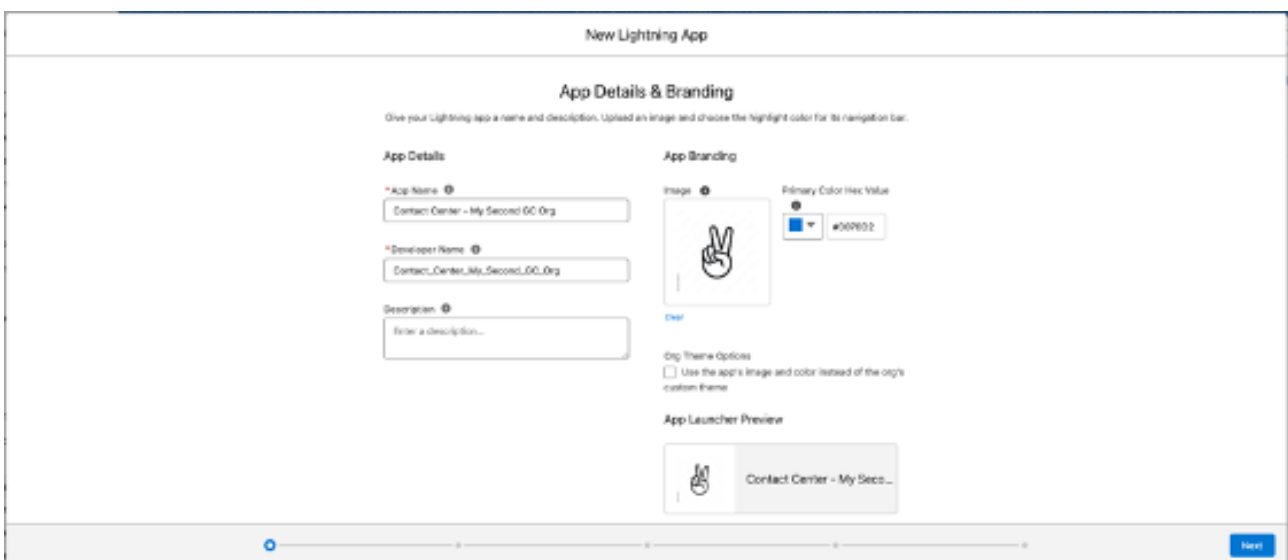 New Lightning App
App Details & Branding
Give your Lightning app a name and description. Upload an image and choose the highlight color for its navigation bar.
App Details
*App Name
Contact Center - My Second GC Org
*Developer Name
Contact_Center_My_Second_GC_Org
Description
Enter a description...
App Branding
Image
Clear
Primary Color Hex Value
Org Theme Options
Use the app's image and color instead of the org's
custom theme
App Launcher Preview
Contact Center - My Seco...
Next